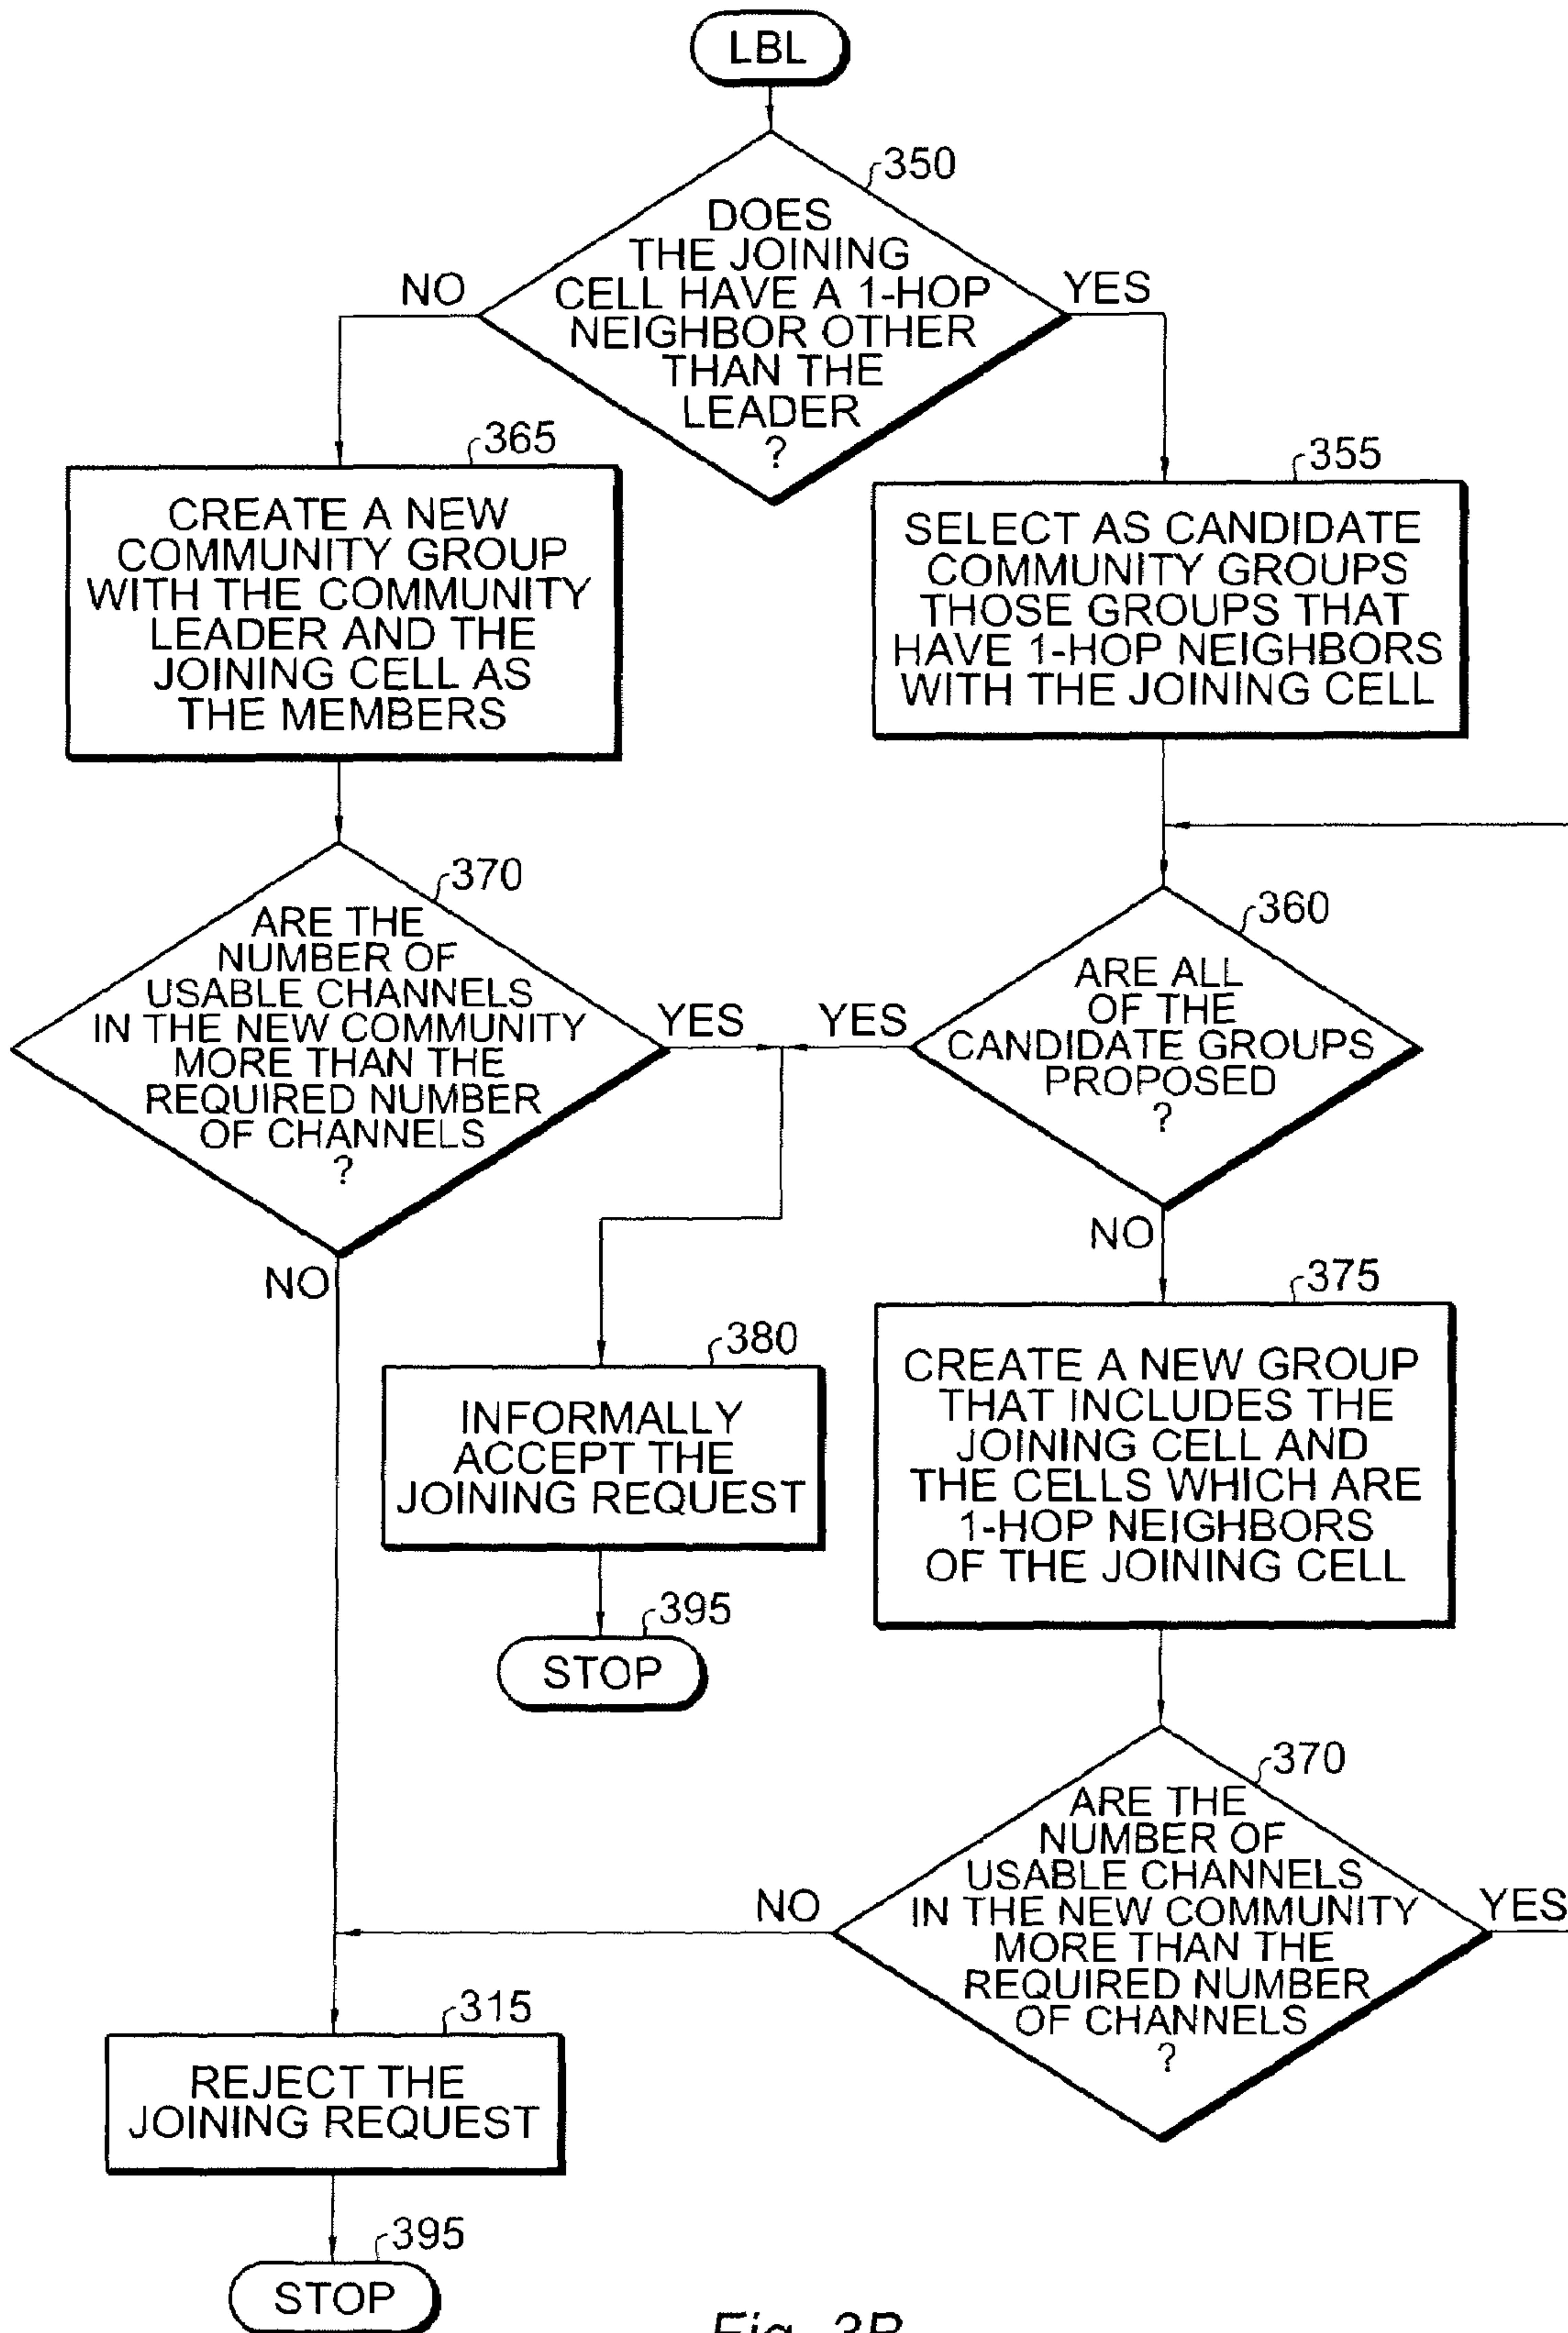 LBL
350
DOES
THE JOINING
CELL HAVE A 1-HOP
NEIGHBOR OTHER
THAN THE
LEADER
?
NO
YES
365
CREATE A NEW
COMMUNITY GROUP
WITH THE COMMUNITY
LEADER AND THE
JOINING CELL AS
THE MEMBERS
355
SELECT AS CANDIDATE
COMMUNITY GROUPS
THOSE GROUPS THAT
HAVE 1-HOP NEIGHBORS
WITH THE JOINING CELL
370
ARE THE
NUMBER OF
USABLE CHANNELS
IN THE NEW COMMUNITY
MORE THAN THE
REQUIRED NUMBER
OF CHANNELS
?
YES
NO
360
ARE ALL
OF THE
CANDIDATE GROUPS
PROPOSED
?
YES
NO
380
INFORMALLY
ACCEPT THE
JOINING REQUEST
395
STOP
375
CREATE A NEW GROUP
THAT INCLUDES THE
JOINING CELL AND
THE CELLS WHICH ARE
1-HOP NEIGHBORS
OF THE JOINING CELL
370
ARE THE
NUMBER OF
USABLE CHANNELS
IN THE NEW COMMUNITY
MORE THAN THE
REQUIRED NUMBER
OF CHANNELS
?
NO
YES
315
REJECT THE
JOINING REQUEST
395
STOP